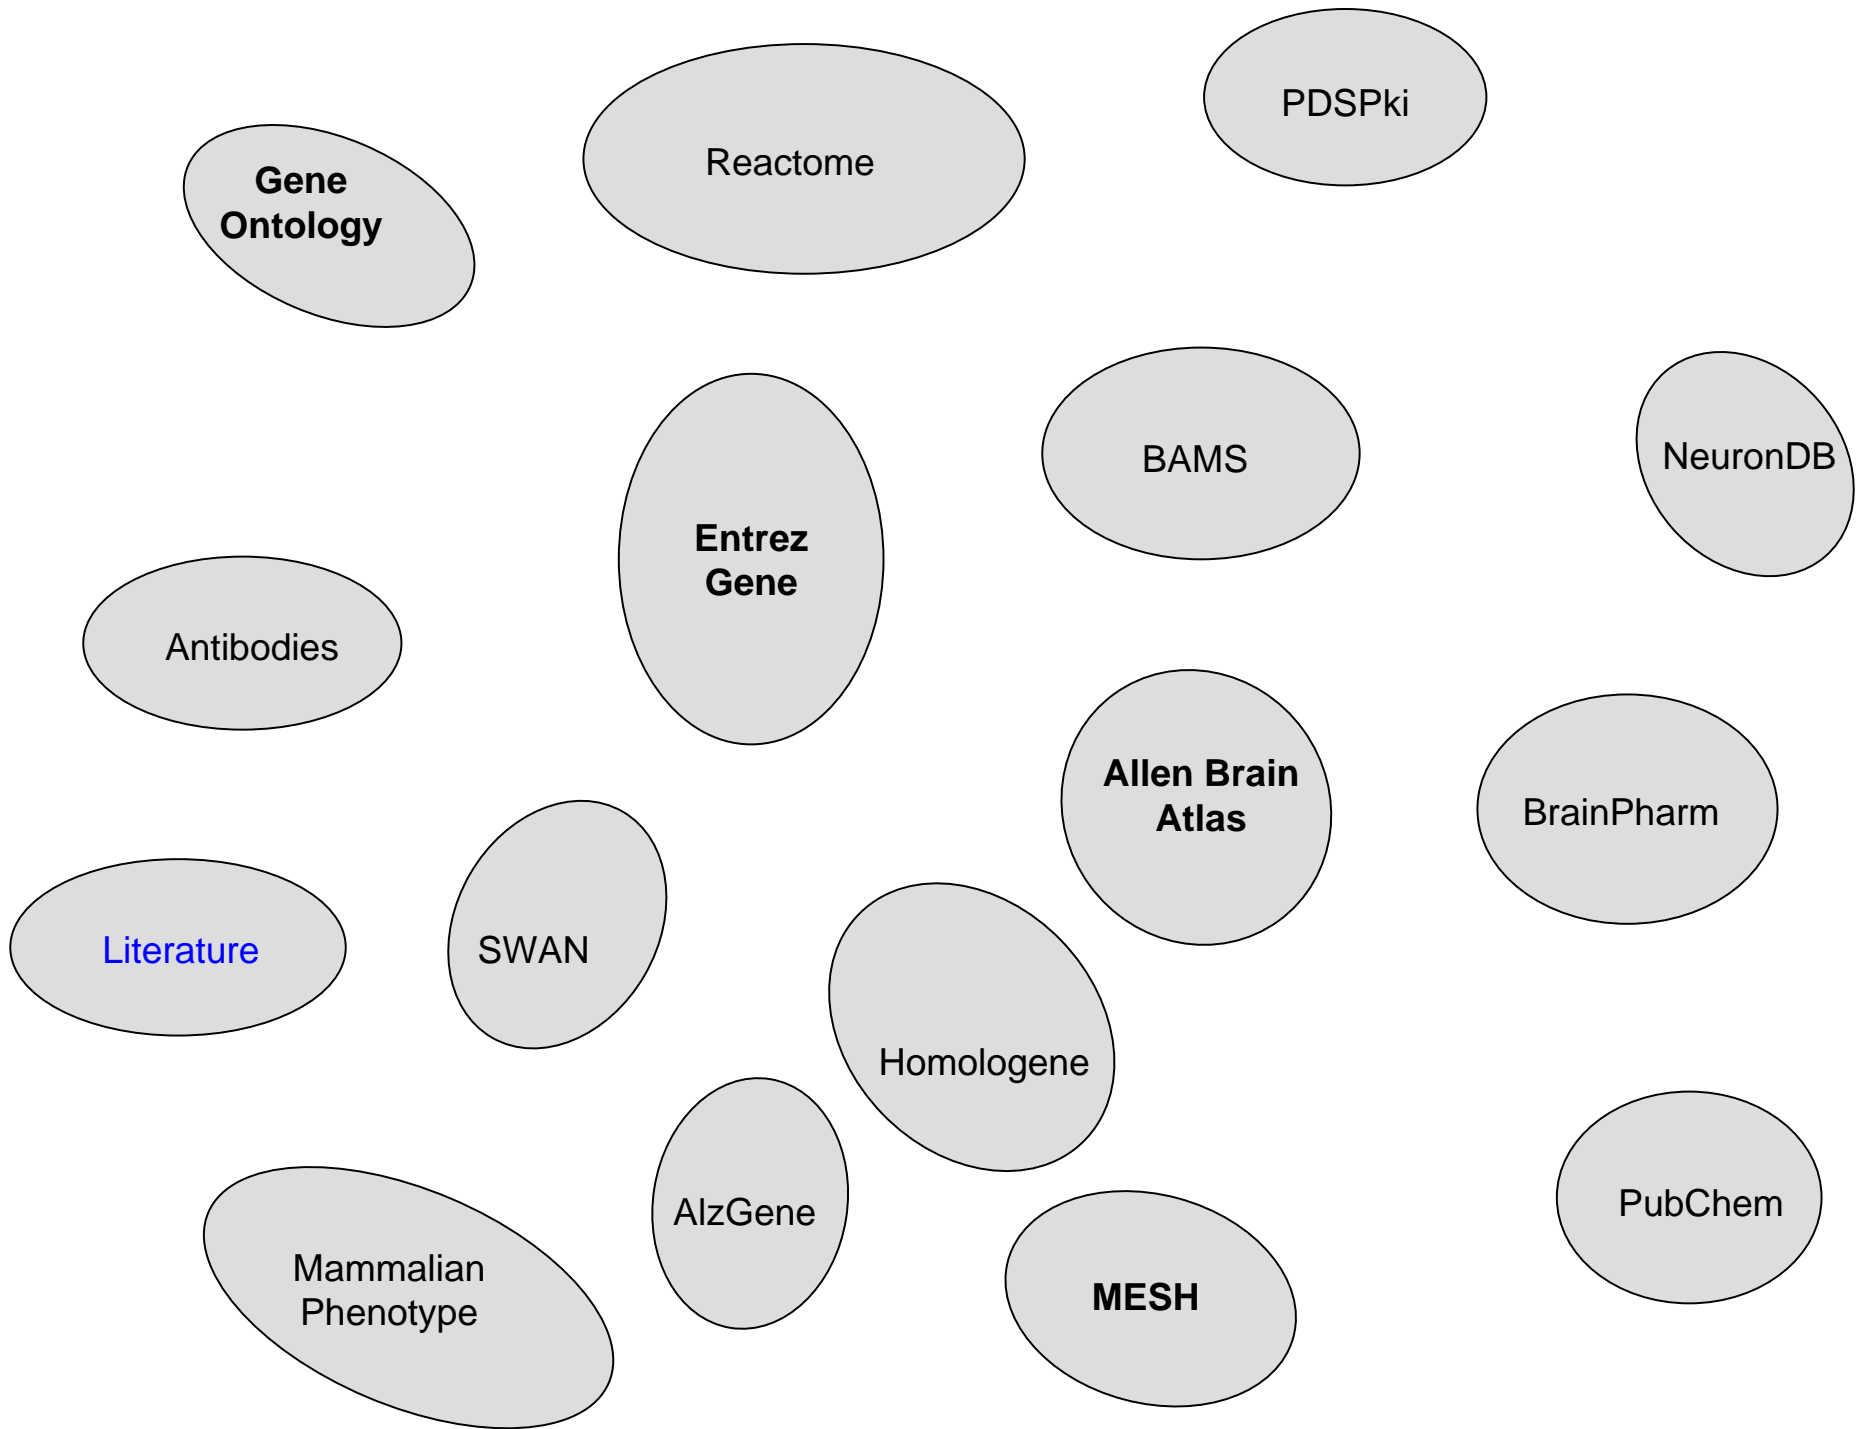 PDSPki
Reactome
Gene
Ontology
BAMS
NeuronDB
Entrez
Gene
Antibodies
Allen Brain
Atlas
BrainPharm
Literature
SWAN
Homologene
AlzGene
PubChem
Mammalian
Phenotype
MESH